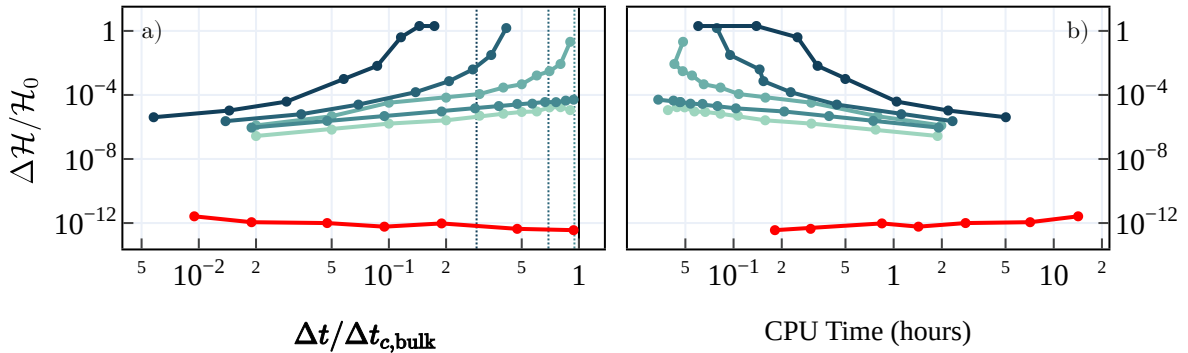 a)
b)
1
10⁻⁴
10⁻⁸
10⁻¹²
Δℋ/ℋ₀
1
10⁻⁴
10⁻⁸
10⁻¹²
5 10⁻² 2 5 10⁻¹ 2 5 1
5 0.1 2 5 1 2 5 10 2
Δt/Δt_c,bulk
CPU Time (hours)